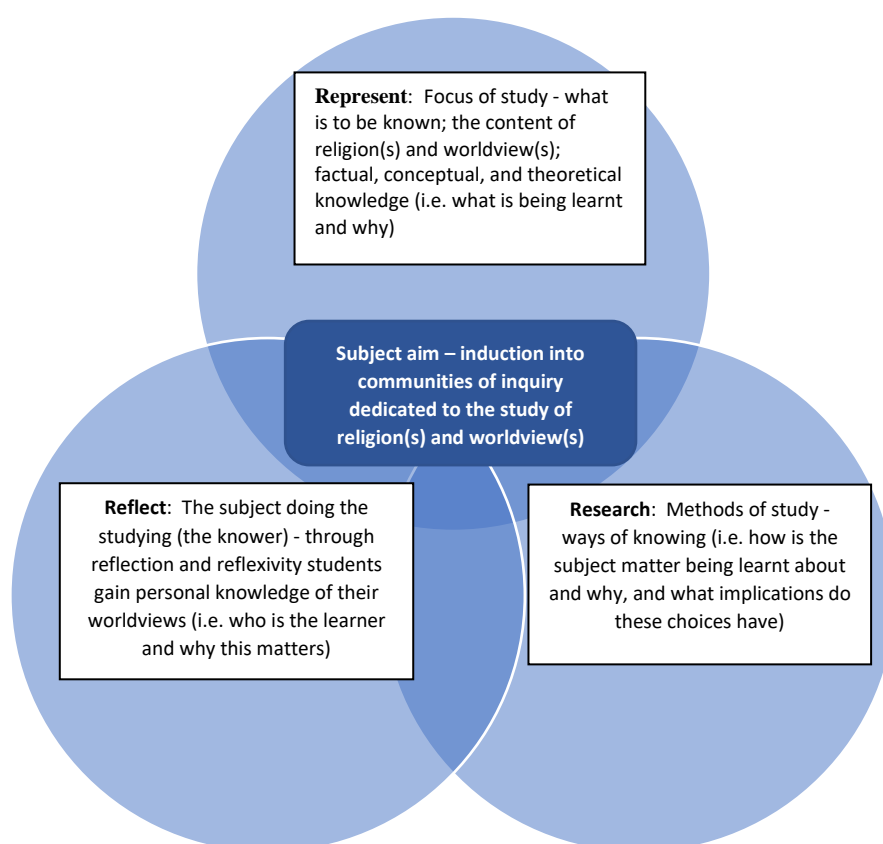 Represent:  Focus of study - what
is to be known; the content of
religion(s) and worldview(s);
factual, conceptual, and theoretical
knowledge (i.e. what is being learnt
and why)
Subject aim – induction into
communities of inquiry
dedicated to the study of
religion(s) and worldview(s)
Reflect:  The subject doing the
studying (the knower) - through
reflection and reflexivity students
gain personal knowledge of their
worldviews (i.e. who is the learner
and why this matters)
Research:  Methods of study -
ways of knowing (i.e. how is the
subject matter being learnt about
and why, and what implications do
these choices have)